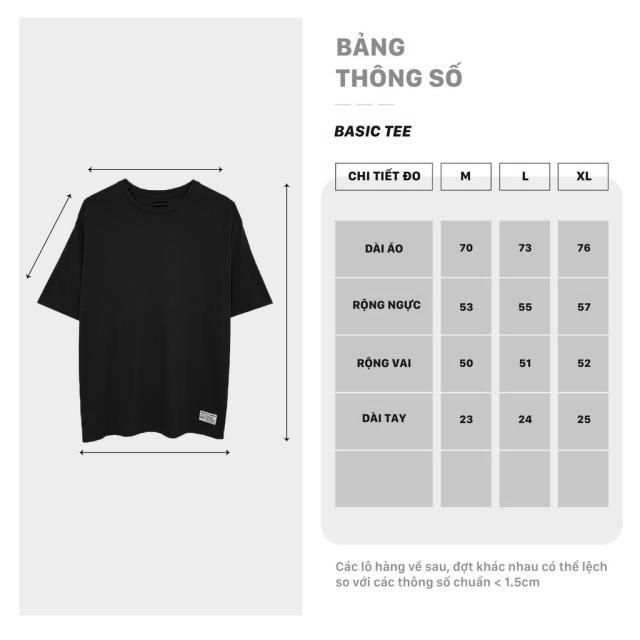 BẢNG
THÔNG SỐ
BASIC TEE
CHI TIẾT ĐO M L XL
DÀI ÁO 70 73 76
RỘNG NGỰC 53 55 57
RỘNG VAI 50 51 52
DÀI TAY 23 24 25
Các lô hàng về sau, đợt khác nhau có thể lệch
so với các thông số chuẩn < 1.5cm